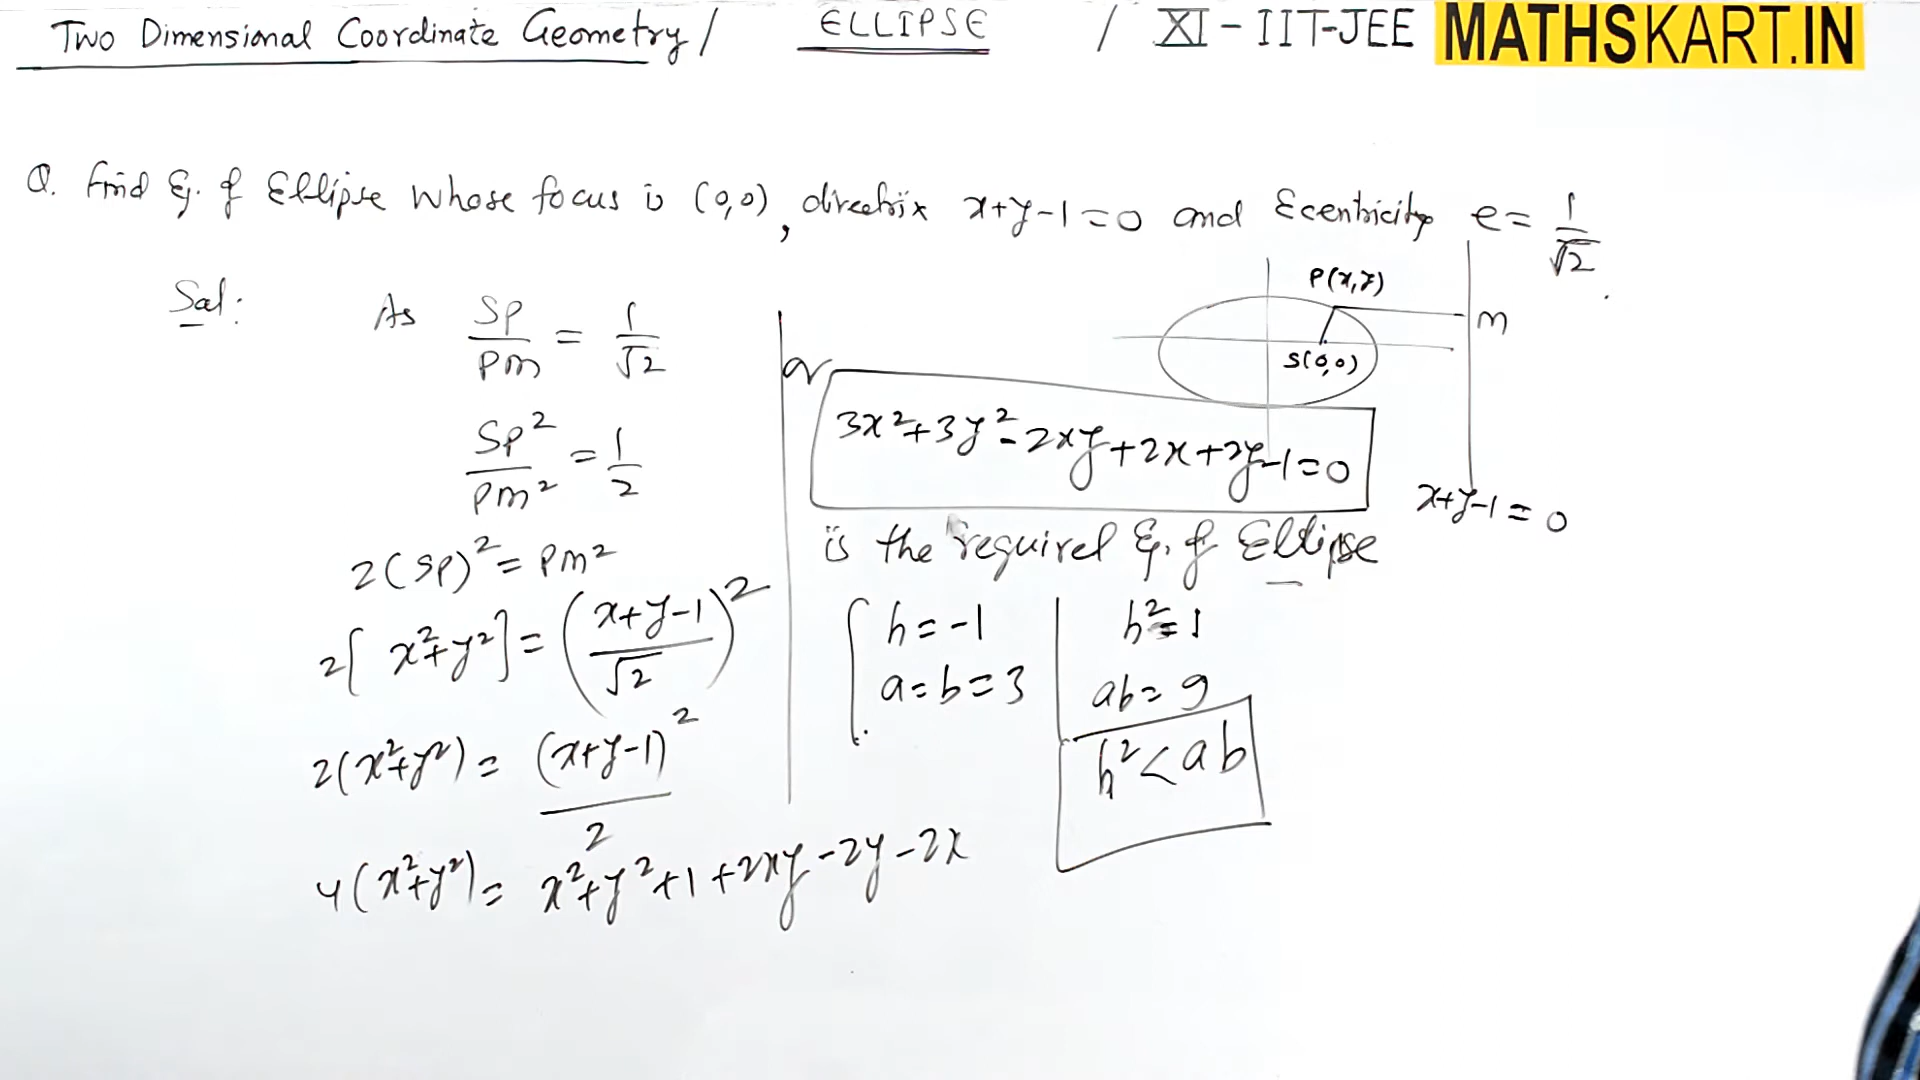 Two Dimensional Coordinate Geometry / ELLIPSE / XI - IIT-JEE MATHSKART.IN
Q. Find Eq. of Ellipse whose focus is (0,0), directrix x+y-1=0 and Ecentricity e= 1/√2.
Sol: As SP/PM = 1/√2
SP²/PM² = 1/2
2(SP)² = PM²
2[x²+y²] = ((x+y-1)/√2)²
2(x²+y²) = (x+y-1)²/2
4(x²+y²) = x²+y²+1+2xy-2y-2x
P(x,y)
M
S(0,0)
x+y-1=0
or
3x²+3y²-2xy+2x+2y-1=0
is the required Eq. of Ellipse
h=-1
a=b=3
h²=1
ab=9
h²<ab